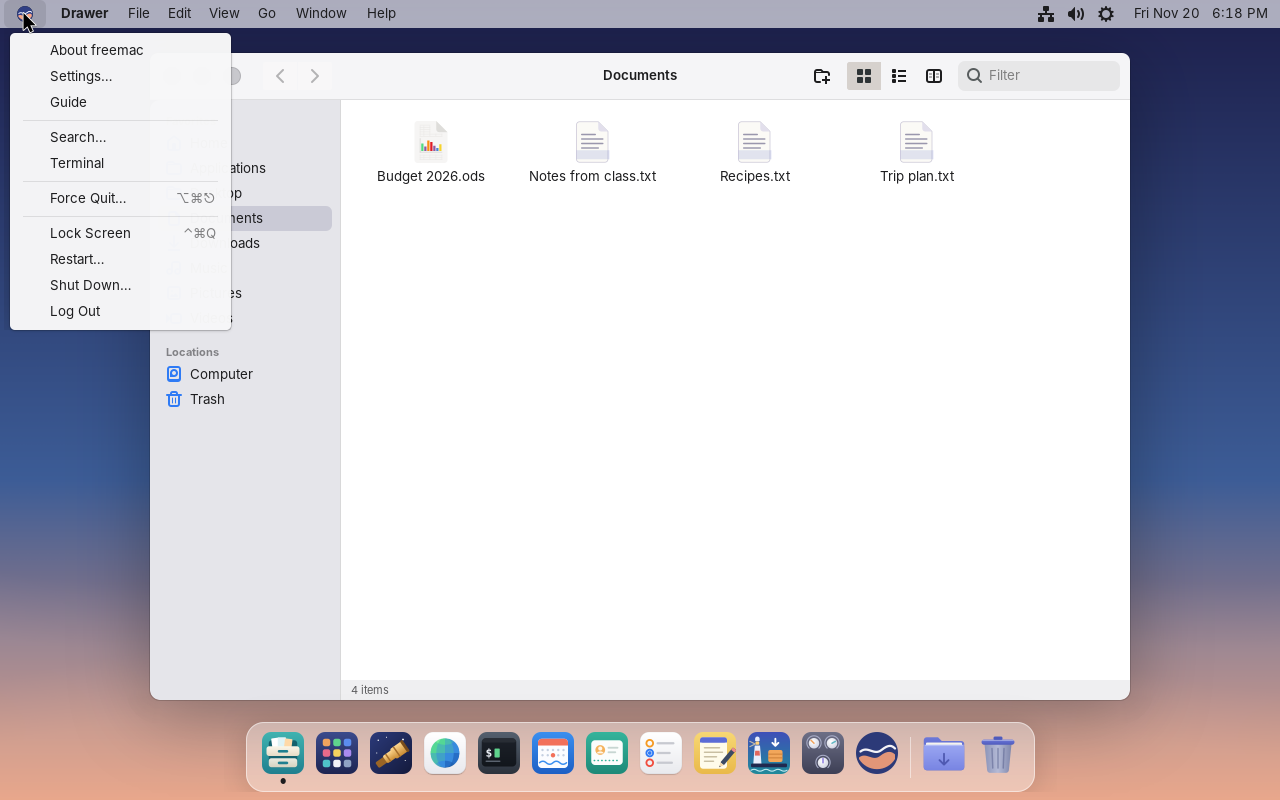 Drawer File Edit View Go Window Help Fri Nov 20 6:18 PM
About freemac
Settings...
Guide
Search...
Terminal
Force Quit... ⌥⌘⎋
Lock Screen ^⌘Q
Restart...
Shut Down...
Log Out
Documents
Filter
Locations
Computer
Trash
Budget 2026.ods
Notes from class.txt
Recipes.txt
Trip plan.txt
4 items
$